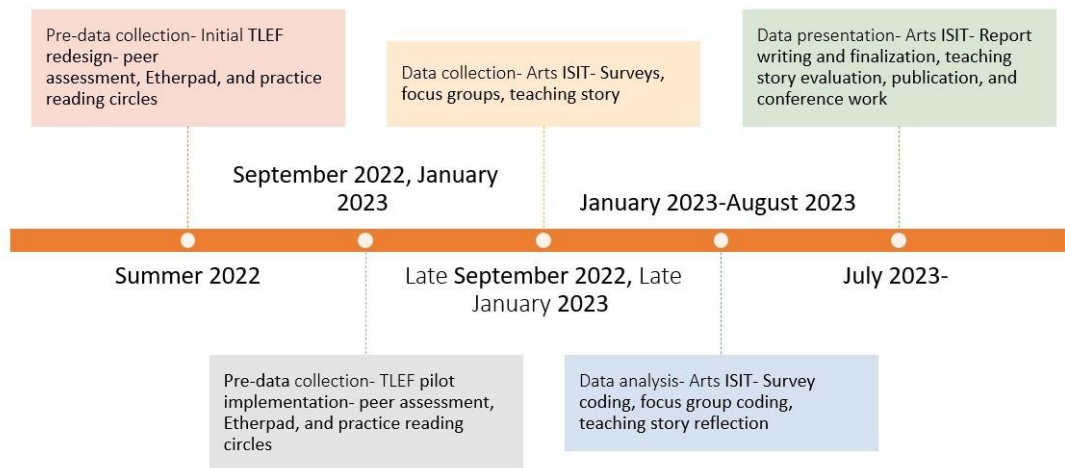 Pre-data collection- Initial TLEF
redesign- peer
assessment, Etherpad, and practice
reading circles
Data collection- Arts ISIT- Surveys,
focus groups, teaching story
Data presentation- Arts ISIT- Report
writing and finalization, teaching
story evaluation, publication, and
conference work
September 2022, January
2023
January 2023-August 2023
Summer 2022
Late September 2022, Late
January 2023
July 2023-
Pre-data collection- TLEF pilot
implementation- peer assessment,
Etherpad, and practice reading
circles
Data analysis- Arts ISIT- Survey
coding, focus group coding,
teaching story reflection